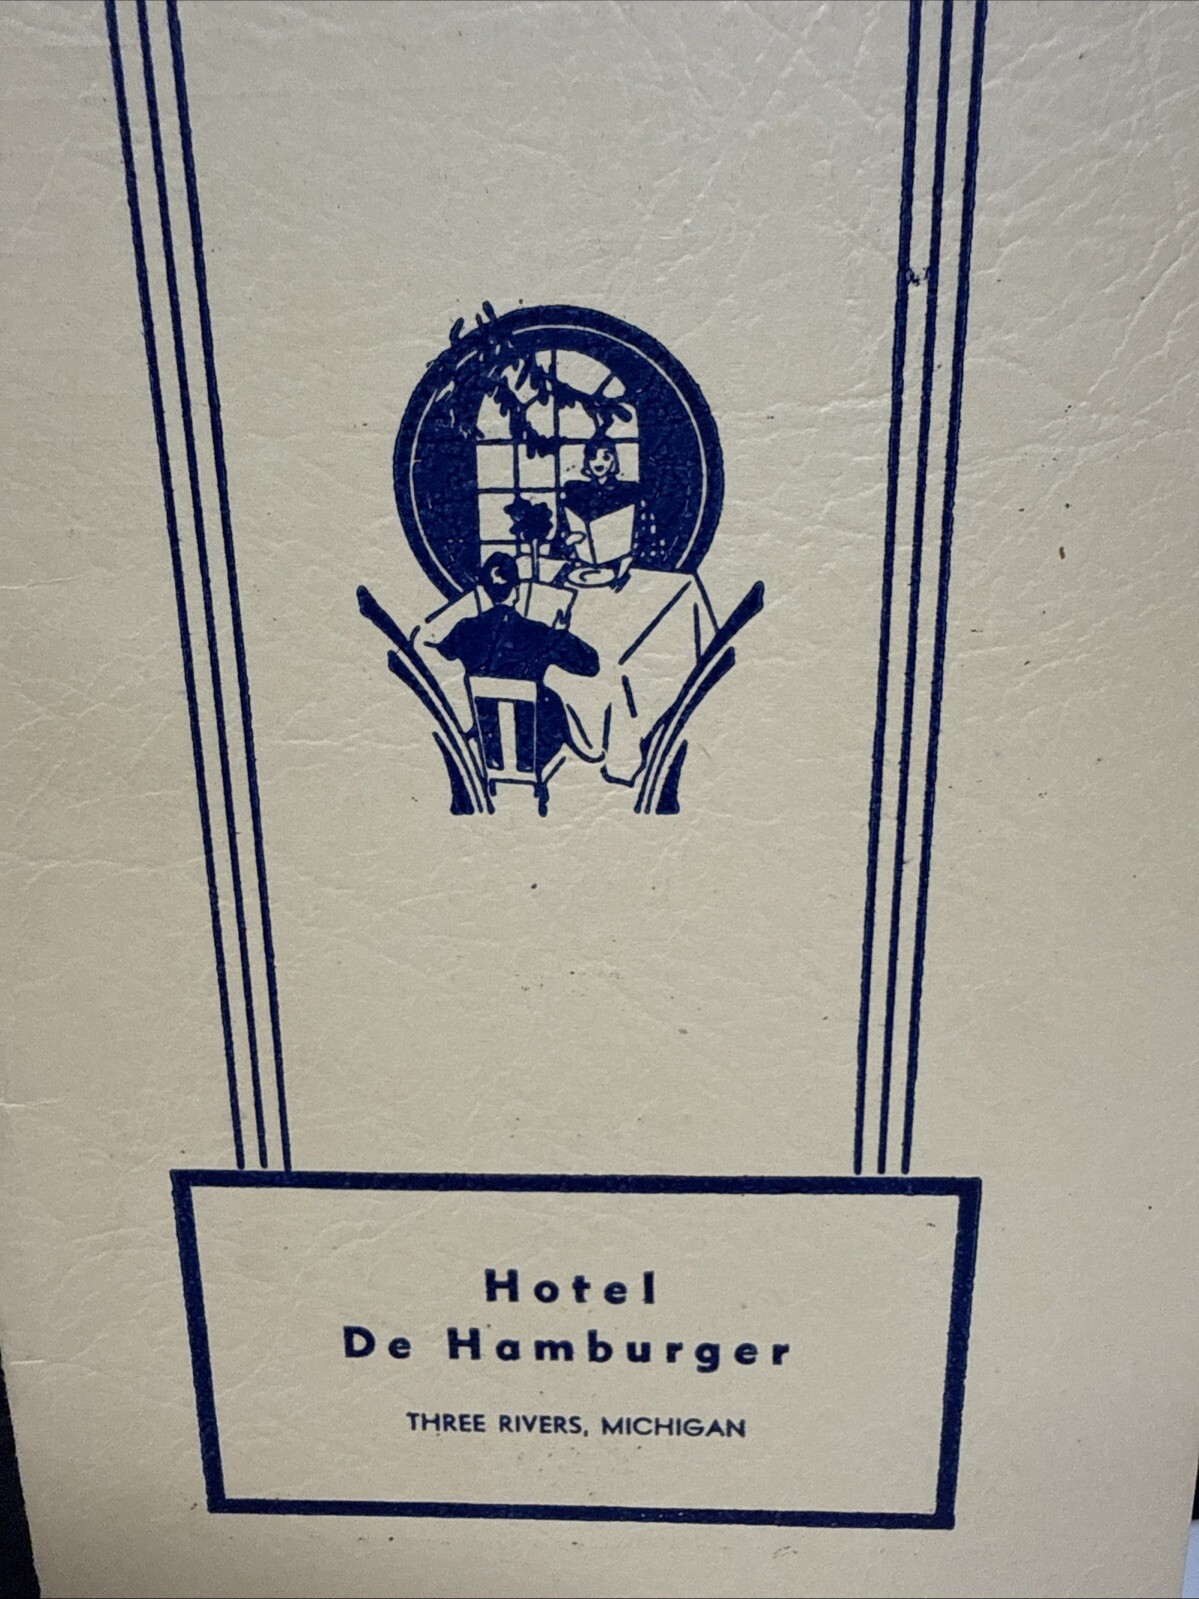 Hotel
De Hamburger
THREE RIVERS, MICHIGAN